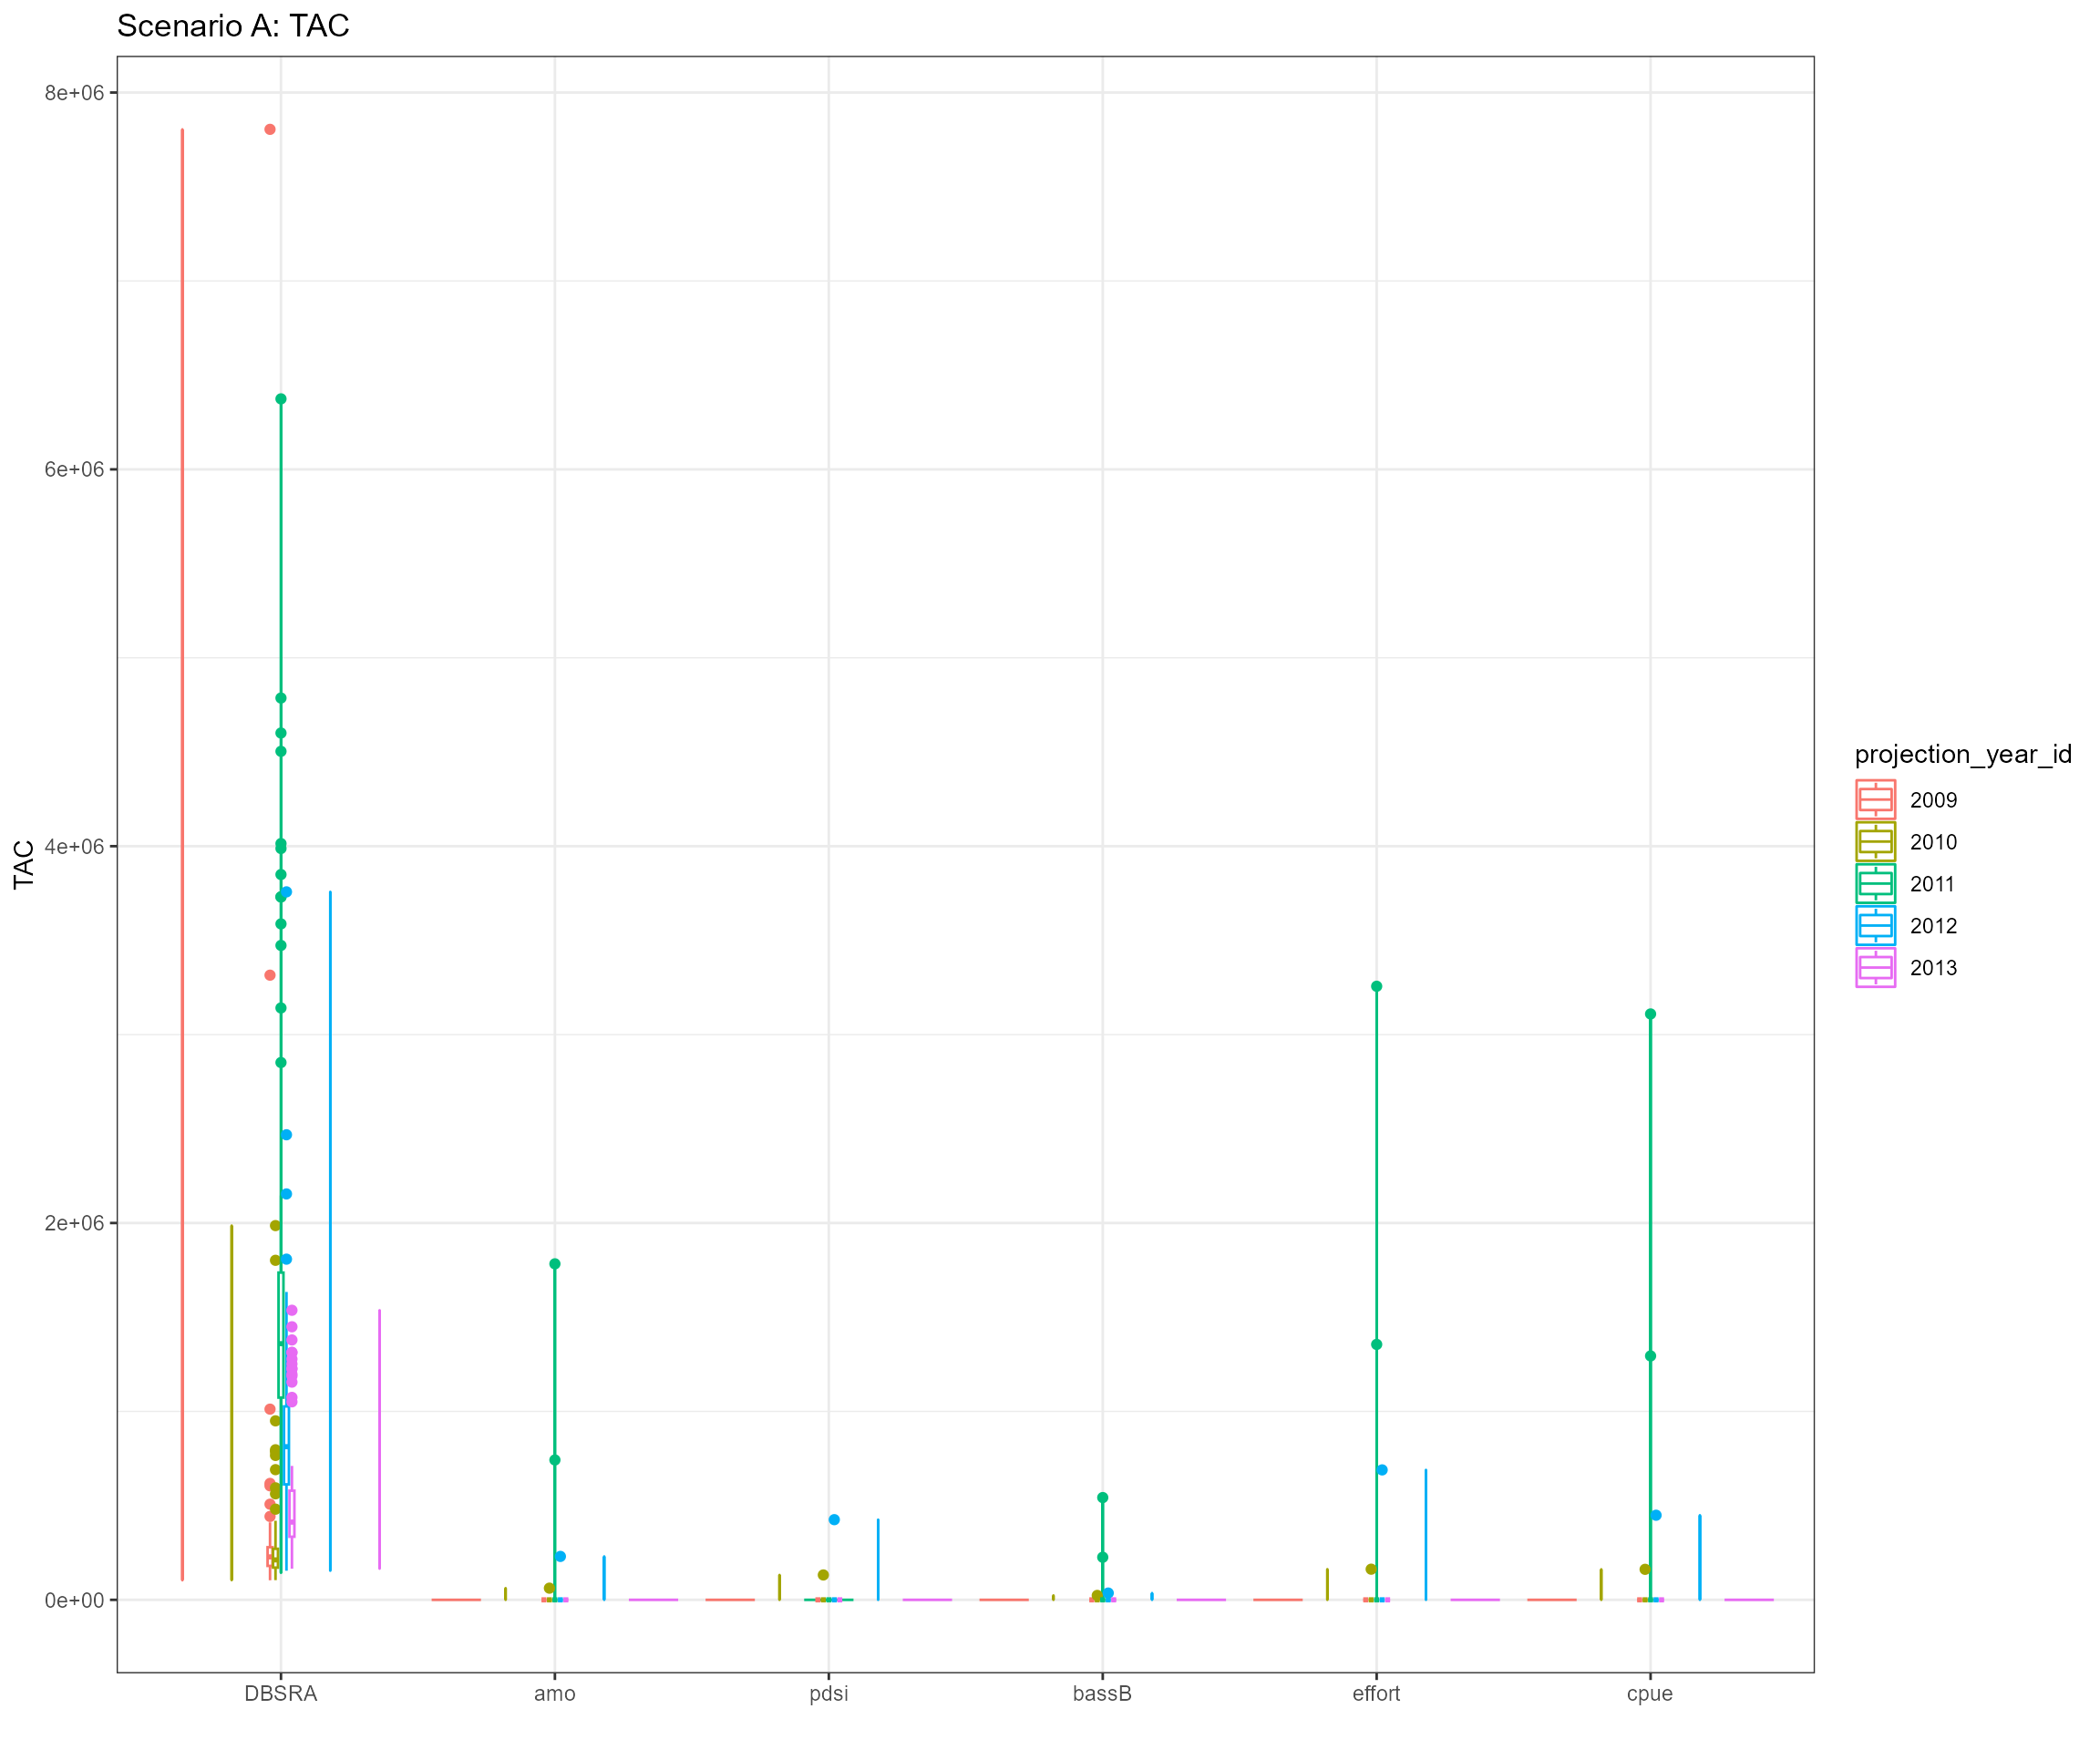 Scenario A: TAC
8e+06
6e+06
4e+06
2e+06
0e+00
TAC
DBSRA amo pdsi bassB effort cpue
projection_year_id
2009
2010
2011
2012
2013